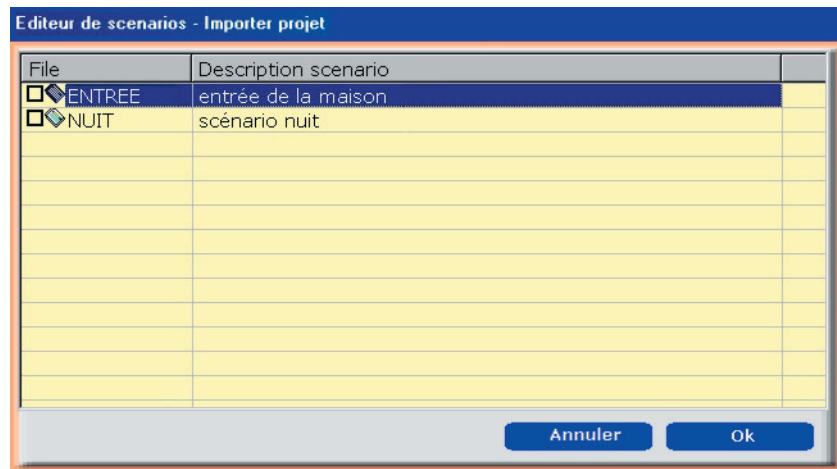 Editeur de scenarios - Importer projet
File Description scenario
ENTREE entrée de la maison
NUIT scénario nuit
Annuler Ok